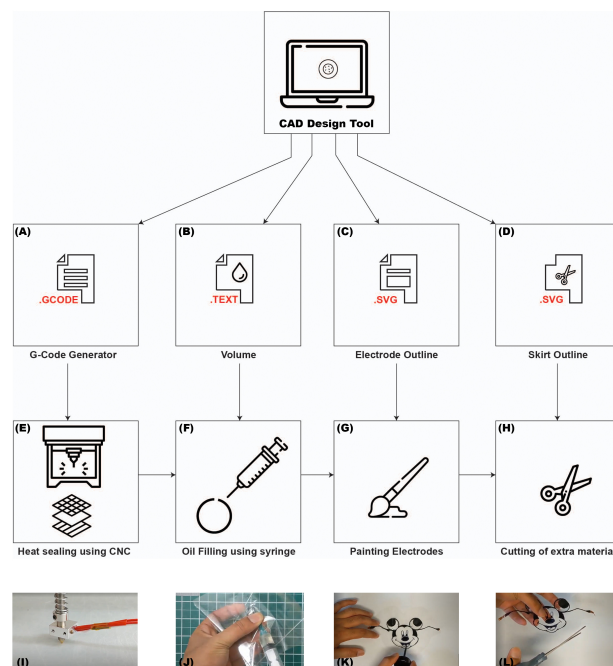 CAD Design Tool
(A)
(B)
(C)
(D)
.GCODE
.TEXT
.SVG
.SVG
G-Code Generator
Volume
Electrode Outline
Skirt Outline
(E)
(F)
(G)
(H)
Heat sealing using CNC
Oil Filling using syringe
Painting Electrodes
Cutting of extra materia
(I)
(J)
(K)
(L)